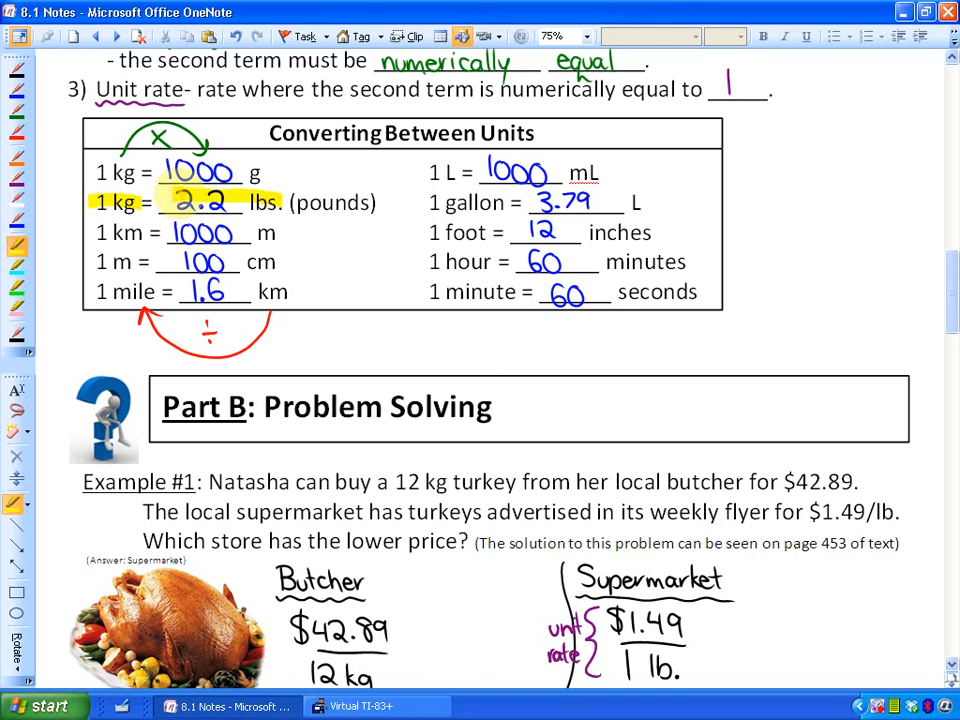 8.1 Notes - Microsoft Office OneNote
Task Tag Clip 75% B I U
- the second term must be numerically equal.
3) Unit rate- rate where the second term is numerically equal to 1.
×
Converting Between Units
1 kg = 1000 g
1 L = 1000 mL
1 kg = 2.2 lbs. (pounds)
1 gallon = 3.79 L
1 km = 1000 m
1 foot = 12 inches
1 m = 100 cm
1 hour = 60 minutes
1 mile = 1.6 km
1 minute = 60 seconds
÷
Part B: Problem Solving
Example #1: Natasha can buy a 12 kg turkey from her local butcher for $42.89.
The local supermarket has turkeys advertised in its weekly flyer for $1.49/lb.
Which store has the lower price? (The solution to this problem can be seen on page 453 of text)
(Answer: Supermarket)
Butcher
$42.89
12 kg
Supermarket
unit rate
$1.49
1 lb.
Rotate
start
8.1 Notes - Microsoft ...
Virtual TI-83+